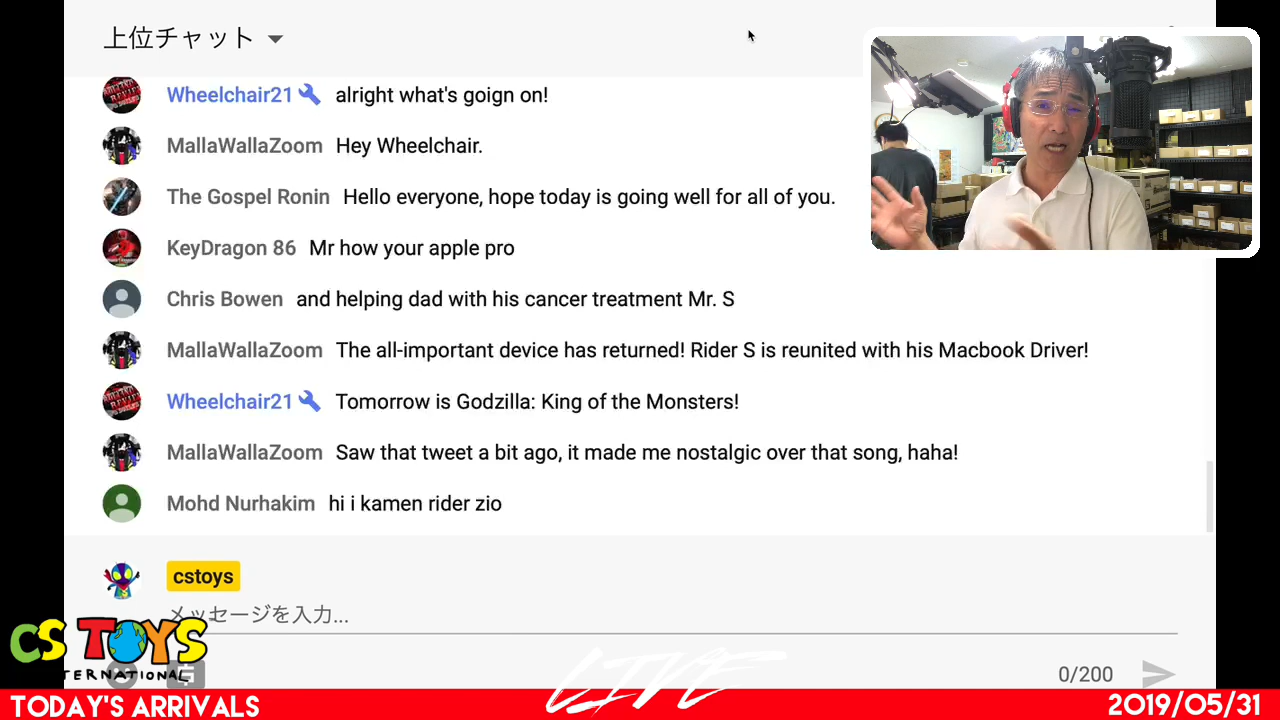 上位チャット
Wheelchair21 alright what's goign on!
MallaWallaZoom Hey Wheelchair.
The Gospel Ronin Hello everyone, hope today is going well for all of you.
KeyDragon 86 Mr how your apple pro
Chris Bowen and helping dad with his cancer treatment Mr. S
MallaWallaZoom The all-important device has returned! Rider S is reunited with his Macbook Driver!
Wheelchair21 Tomorrow is Godzilla: King of the Monsters!
MallaWallaZoom Saw that tweet a bit ago, it made me nostalgic over that song, haha!
Mohd Nurhakim hi i kamen rider zio
cstoys
メッセージを入力...
CS TOYS
TERNATIONAL
LIVE
0/200
TODAY'S ARRIVALS
2019/05/31